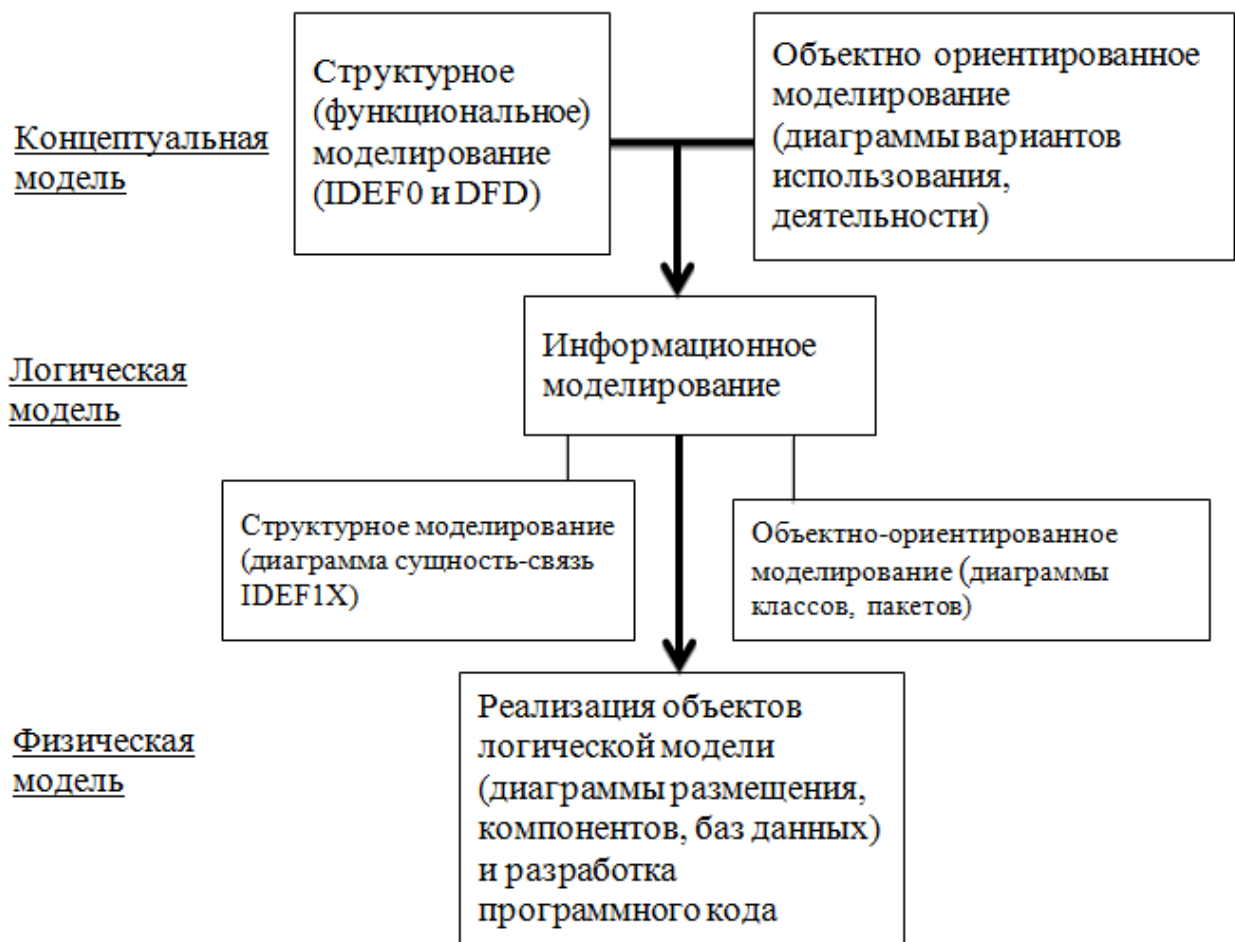 Концептуальная
модель
Структурное
(функциональное)
моделирование
(IDEF0 и DFD)
Объектно ориентированное
моделирование
(диаграммы вариантов
использования,
деятельности)
Логическая
модель
Информационное
моделирование
Структурное моделирование
(диаграмма сущность-связь
IDEF1X)
Объектно-ориентированное
моделирование (диаграммы
классов, пакетов)
Физическая
модель
Реализация объектов
логической модели
(диаграммы размещения,
компонентов, баз данных)
и разработка
программного кода